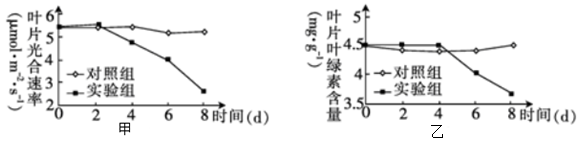 叶片光合速率
(μmol·m⁻²·s⁻¹)
6
5
4
3
2
对照组
实验组
0 2 4 6 8 时间(d)
甲
叶片叶绿素含量
(mg·g⁻¹)
5
4.5
4
3.5
对照组
实验组
0 2 4 6 8 时间(d)
乙